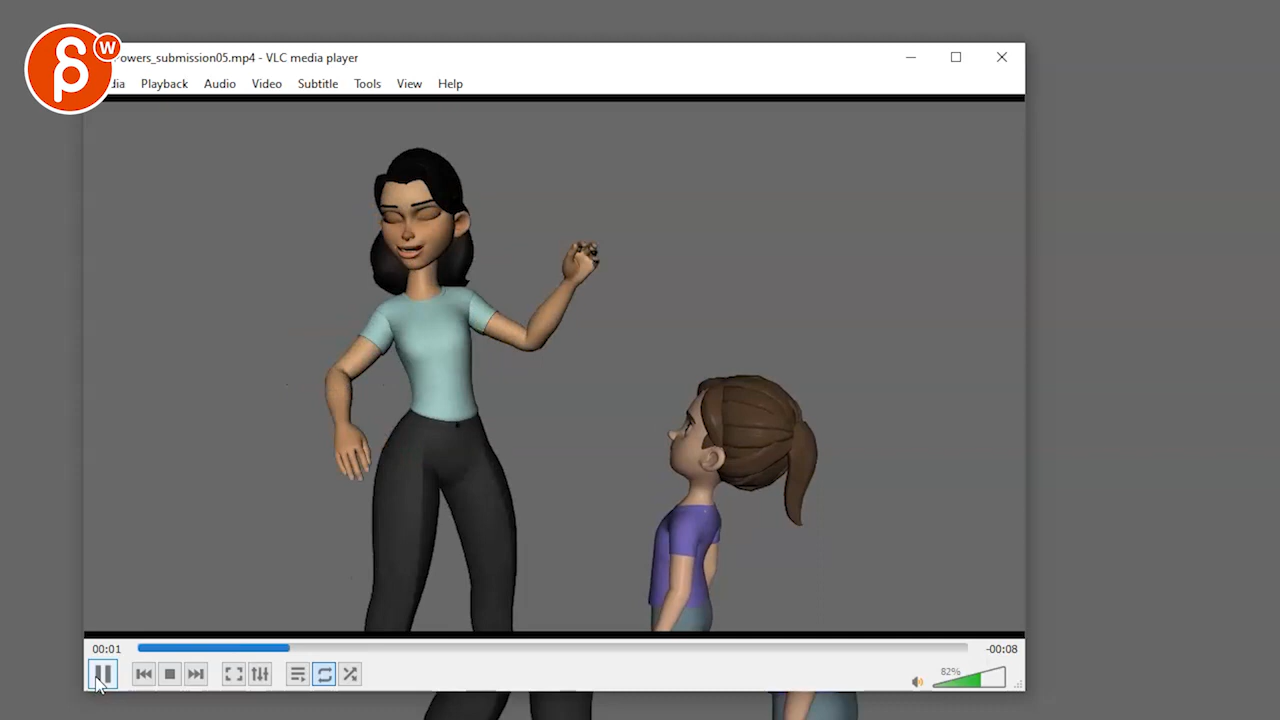 owers_submission05.mp4 - VLC media player
dia Playback Audio Video Subtitle Tools View Help
W
00:01
-00:08
82%